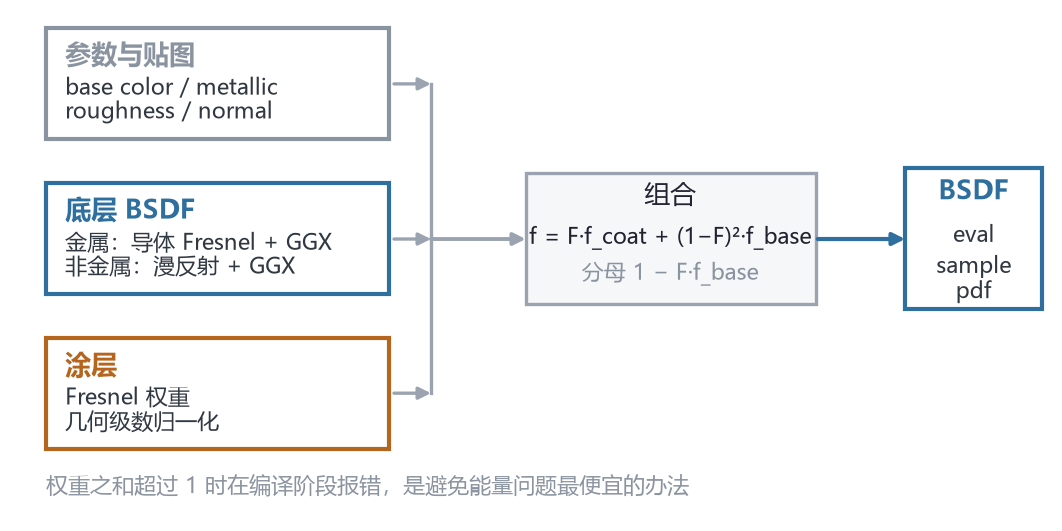 参数与贴图
base color / metallic
roughness / normal
底层 BSDF
金属：导体 Fresnel + GGX
非金属：漫反射 + GGX
涂层
Fresnel 权重
几何级数归一化
组合
f = F·f_coat + (1−F)²·f_base
分母 1 − F·f_base
BSDF
eval
sample
pdf
权重之和超过 1 时在编译阶段报错，是避免能量问题最便宜的办法